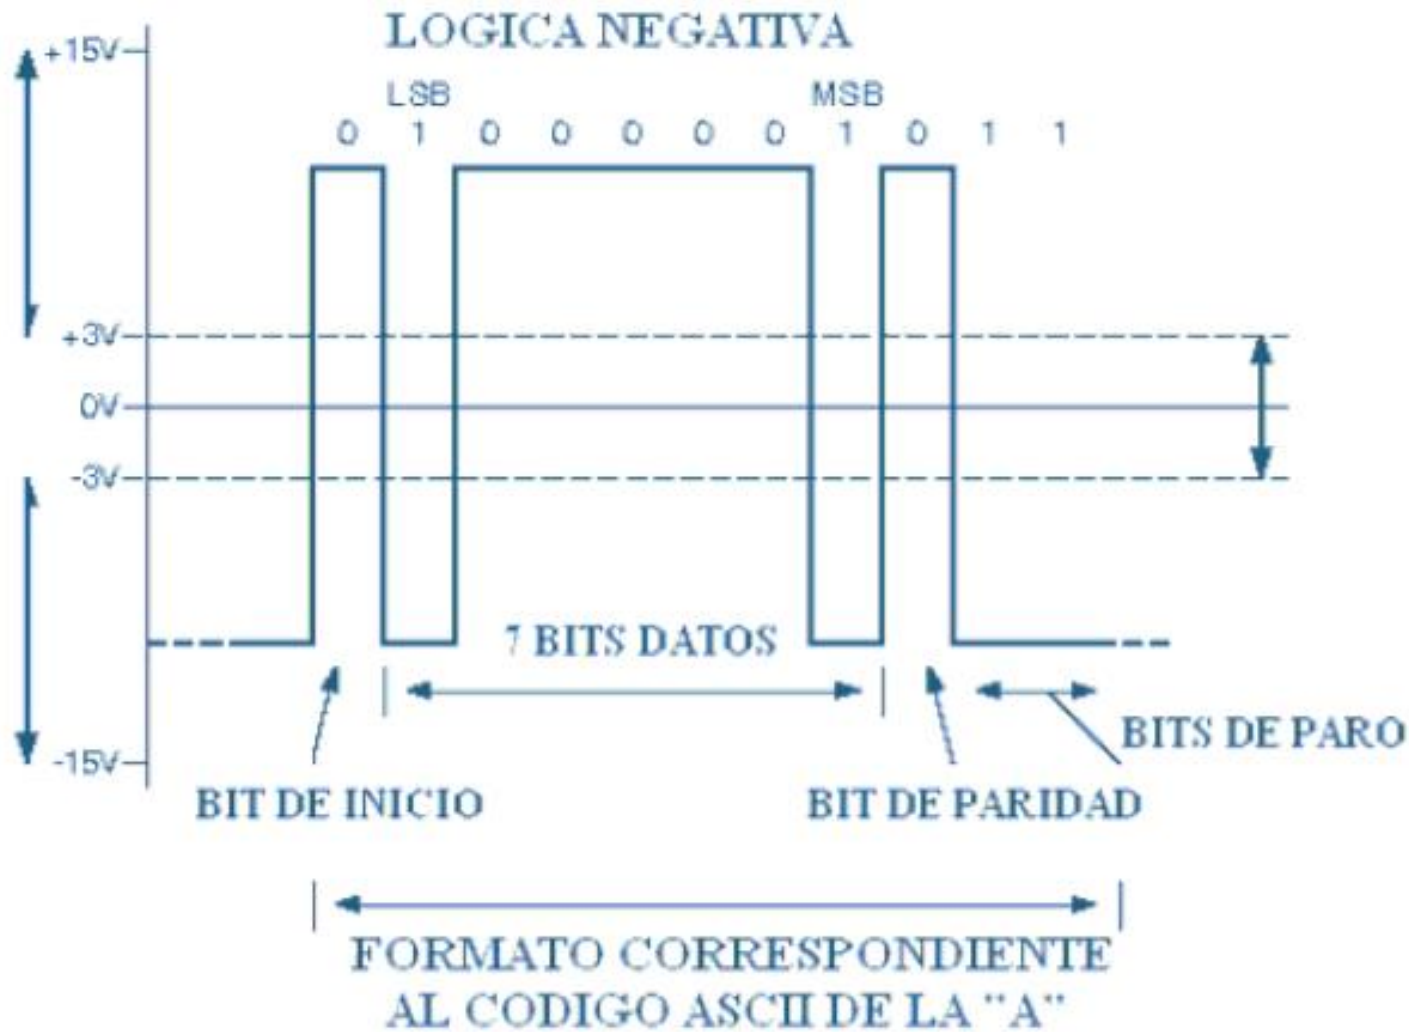 LOGICA NEGATIVA
+15V
LSB MSB
0 1 0 0 0 0 0 1 0 1 1
+3V
0V
-3V
7 BITS DATOS
BITS DE PARO
-15V
BIT DE INICIO BIT DE PARIDAD
FORMATO CORRESPONDIENTE
AL CODIGO ASCII DE LA "A"